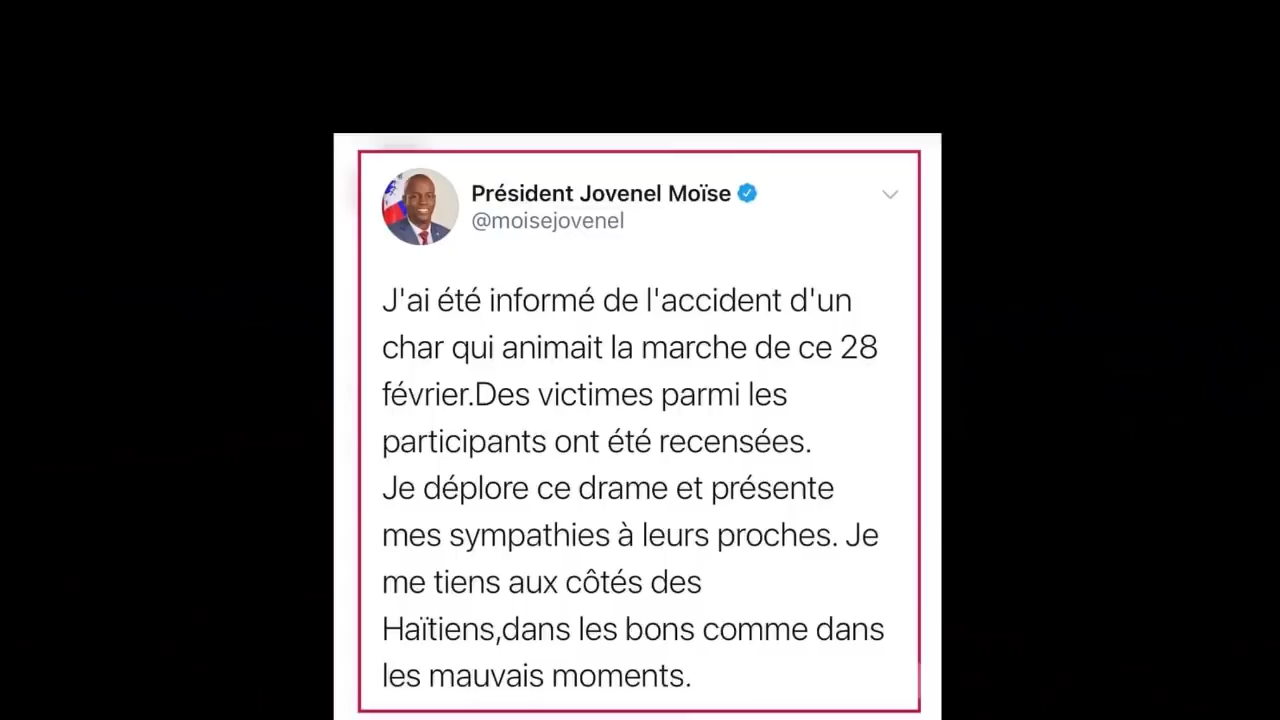 Président Jovenel Moïse
@moisejovenel
J'ai été informé de l'accident d'un
char qui animait la marche de ce 28
février.Des victimes parmi les
participants ont été recensées.
Je déplore ce drame et présente
mes sympathies à leurs proches. Je
me tiens aux côtés des
Haïtiens,dans les bons comme dans
les mauvais moments.